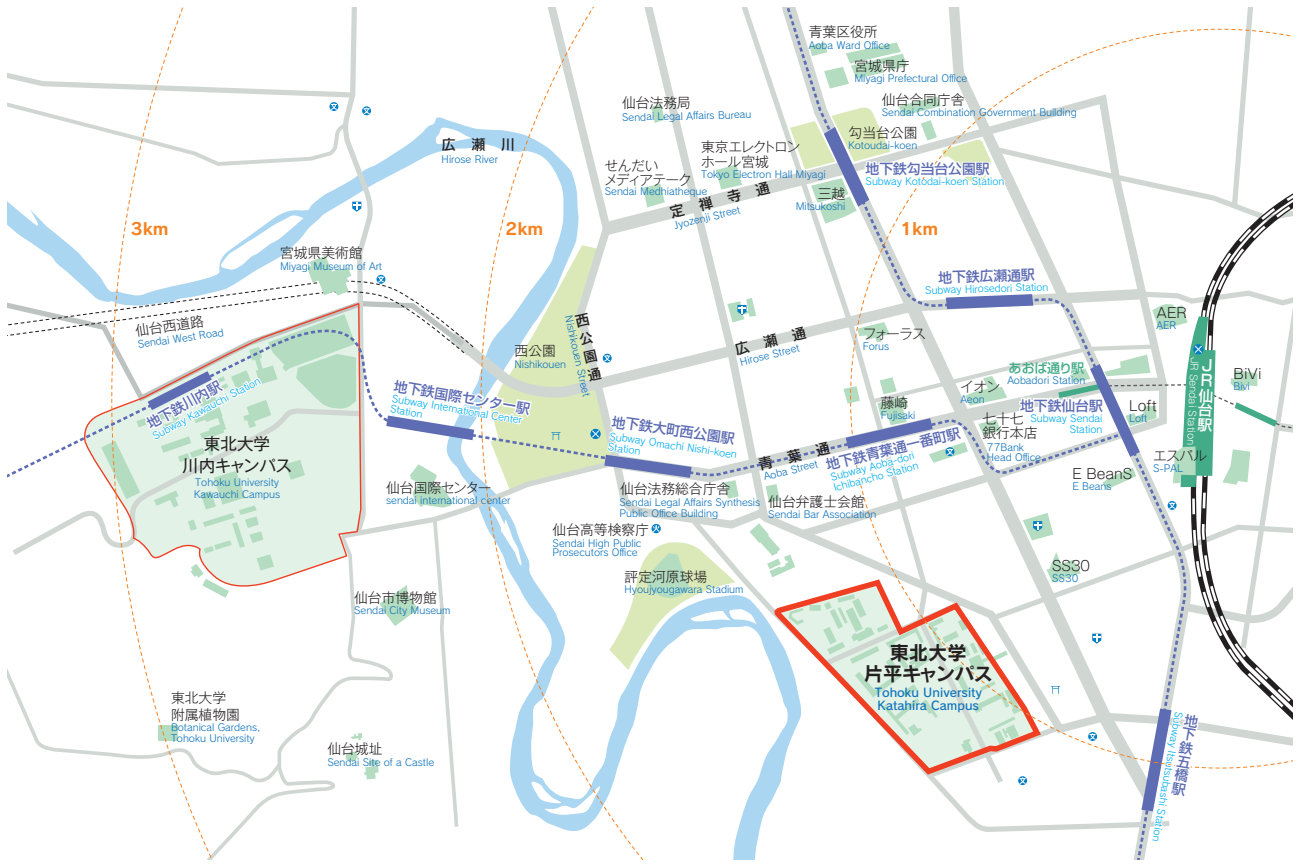 青葉区役所
Aoba Ward Office
宮城県庁
Miyagi Prefectural Office
仙台合同庁舎
Sendai Combination Government Building
仙台法務局
Sendai Legal Affairs Bureau
広瀬川
Hirose River
勾当台公園
Kotoudai-koen
東京エレクトロン
ホール宮城
Tokyo Electron Hall Miyagi
せんだい
メディアテーク
Sendai Medhiatheque
地下鉄勾当台公園駅
Subway Kotōdai-koen Station
三越
Mitsukoshi
定禅寺通
Jyozenji Street
3km
2km
1km
宮城県美術館
Miyagi Museum of Art
地下鉄広瀬通駅
Subway Hirosedori Station
仙台西道路
Sendai West Road
西公園通
Nishikouen Street
西公園
Nishikouen
広瀬通
Hirose Street
フォーラス
Forus
AER
AER
JR仙台駅
JR Sendai Station
BiVi
Bivi
あおば通り駅
Aobadori Station
地下鉄川内駅
Subway Kawauchi Station
地下鉄国際センター駅
Subway International Center
Station
イオン
Aeon
藤崎
Fujisaki
地下鉄仙台駅
Subway Sendai
Station
Loft
Loft
七十七
銀行本店
77Bank
Head Office
地下鉄大町西公園駅
Subway Omachi Nishi-koen
Station
青葉通
Aoba Street
地下鉄青葉通一番町駅
Subway Aoba-dori
Ichibancho Station
エスパル
S-PAL
E BeanS
E Beans
東北大学
川内キャンパス
Tohoku University
Kawauchi Campus
仙台国際センター
sendai International center
仙台法務総合庁舎
Sendai Legal Affairs Synthesis
Public Office Building
仙台弁護士会館
Sendai Bar Association
仙台高等検察庁
Sendai High Public
Prosecutors Office
評定河原球場
Hyoujyougawara Stadium
SS30
SS30
仙台市博物館
Sendai City Museum
東北大学
片平キャンパス
Tohoku University
Katahira Campus
東北大学
附属植物園
Botanical Gardens,
Tohoku University
仙台城址
Sendai Site of a Castle
地下鉄五橋駅
Subway Itsutsubashi Station